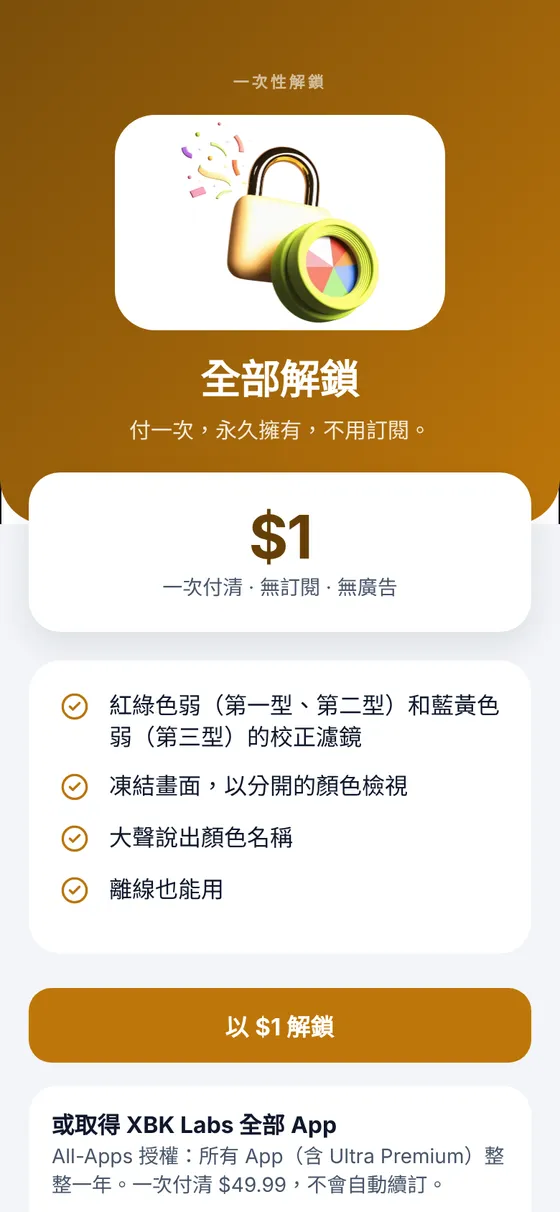 一次性解鎖
全部解鎖
付一次，永久擁有，不用訂閱。
$1
一次付清 · 無訂閱 · 無廣告
紅綠色弱（第一型、第二型）和藍黃色
弱（第三型）的校正濾鏡
凍結畫面，以分開的顏色檢視
大聲說出顏色名稱
離線也能用
以 $1 解鎖
或取得 XBK Labs 全部 App
All-Apps 授權：所有 App（含 Ultra Premium）整
整一年。一次付清 $49.99，不會自動續訂。